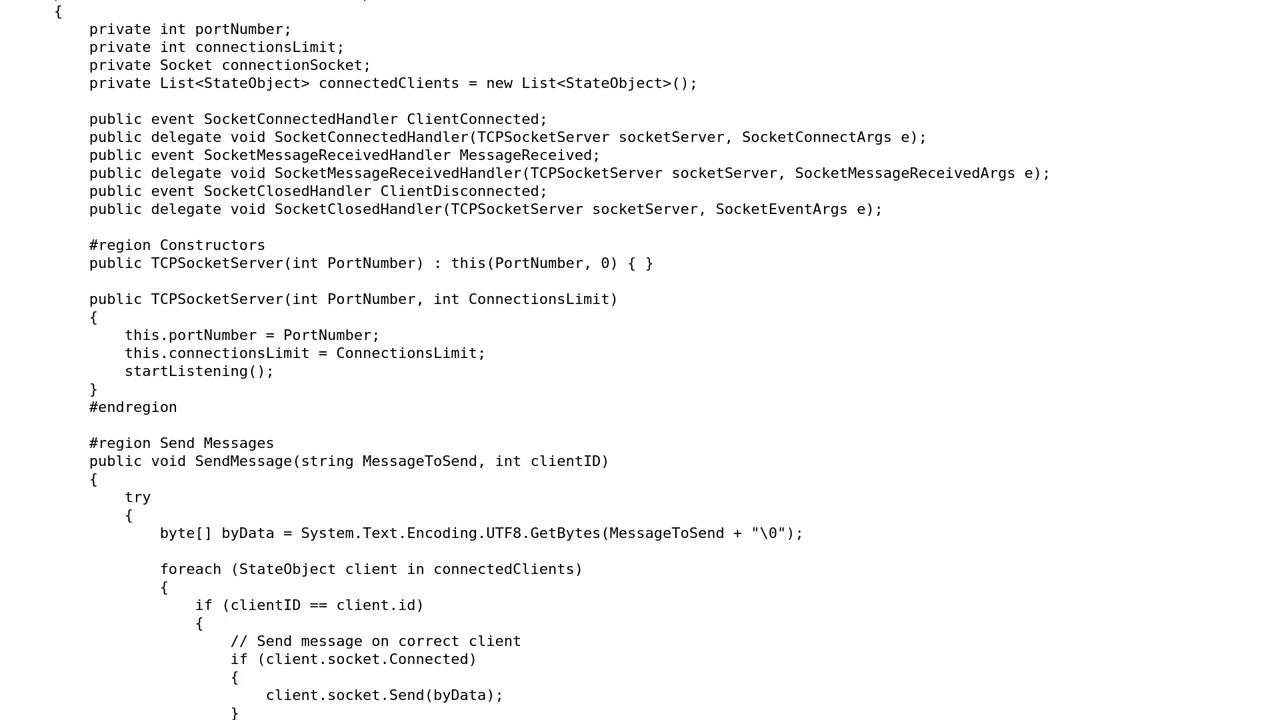 {
    private int portNumber;
    private int connectionsLimit;
    private Socket connectionSocket;
    private List<StateObject> connectedClients = new List<StateObject>();

    public event SocketConnectedHandler ClientConnected;
    public delegate void SocketConnectedHandler(TCPSocketServer socketServer, SocketConnectArgs e);
    public event SocketMessageReceivedHandler MessageReceived;
    public delegate void SocketMessageReceivedHandler(TCPSocketServer socketServer, SocketMessageReceivedArgs e);
    public event SocketClosedHandler ClientDisconnected;
    public delegate void SocketClosedHandler(TCPSocketServer socketServer, SocketEventArgs e);

    #region Constructors
    public TCPSocketServer(int PortNumber) : this(PortNumber, 0) { }

    public TCPSocketServer(int PortNumber, int ConnectionsLimit)
    {
        this.portNumber = PortNumber;
        this.connectionsLimit = ConnectionsLimit;
        startListening();
    }
    #endregion

    #region Send Messages
    public void SendMessage(string MessageToSend, int clientID)
    {
        try
        {
            byte[] byData = System.Text.Encoding.UTF8.GetBytes(MessageToSend + "\0");

            foreach (StateObject client in connectedClients)
            {
                if (clientID == client.id)
                {
                    // Send message on correct client
                    if (client.socket.Connected)
                    {
                        client.socket.Send(byData);
                    }